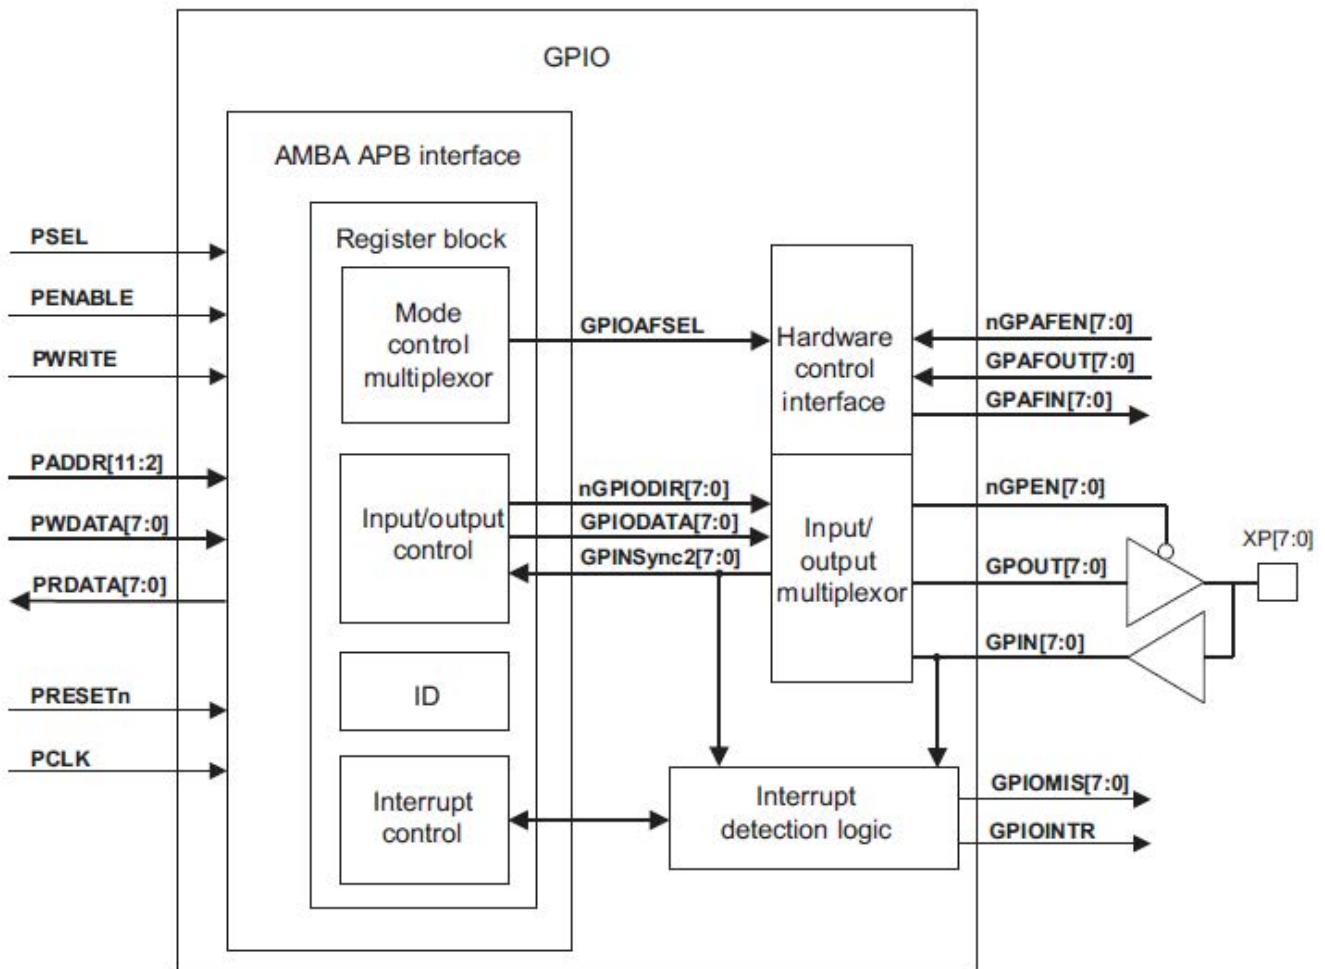 GPIO
AMBA APB interface
Register block
PSEL
PENABLE
PWRITE
PADDR[11:2]
PWDATA[7:0]
PRDATA[7:0]
PRESETn
PCLK
Mode
control
multiplexor
Input/output
control
ID
Interrupt
control
GPIOAFSEL
nGPIODIR[7:0]
GPIODATA[7:0]
GPINSync2[7:0]
Hardware
control
interface
Input/
output
multiplexor
Interrupt
detection logic
nGPAFEN[7:0]
GPAFOUT[7:0]
GPAFIN[7:0]
nGPEN[7:0]
GPOUT[7:0]
GPIN[7:0]
XP[7:0]
GPIOMIS[7:0]
GPIOINTR